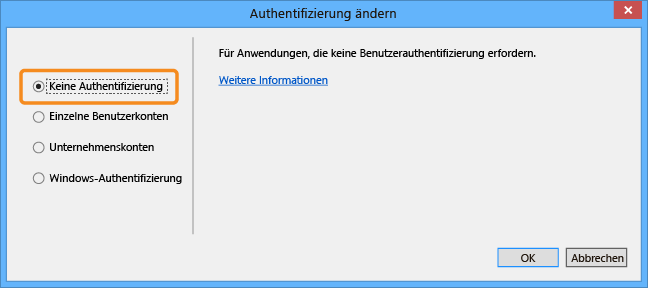 Authentifizierung ändern
Für Anwendungen, die keine Benutzerauthentifizierung erfordern.
Weitere Informationen
Keine Authentifizierung
Einzelne Benutzerkonten
Unternehmenskonten
Windows-Authentifizierung
OK
Abbrechen